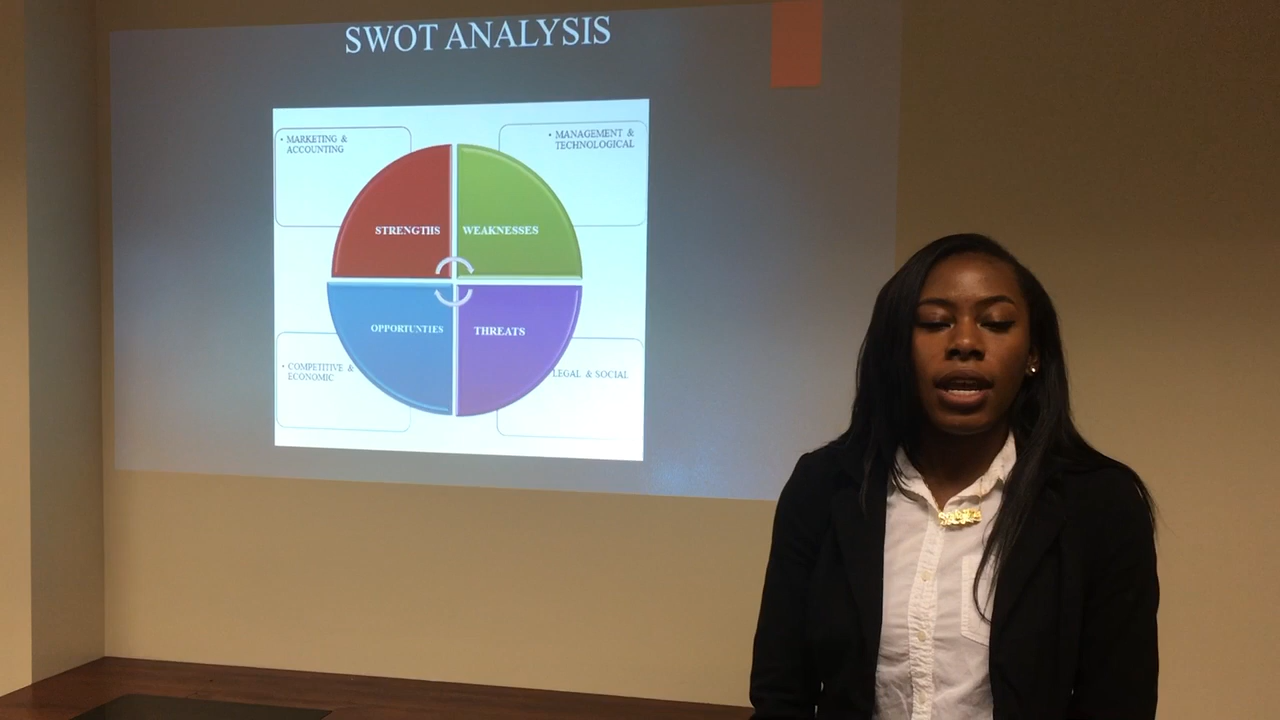 SWOT ANALYSIS
• MARKETING &
ACCOUNTING
• MANAGEMENT &
TECHNOLOGICAL
STRENGTHS
WEAKNESSES
OPPORTUNTIES
THREATS
• COMPETITIVE &
ECONOMIC
LEGAL & SOCIAL